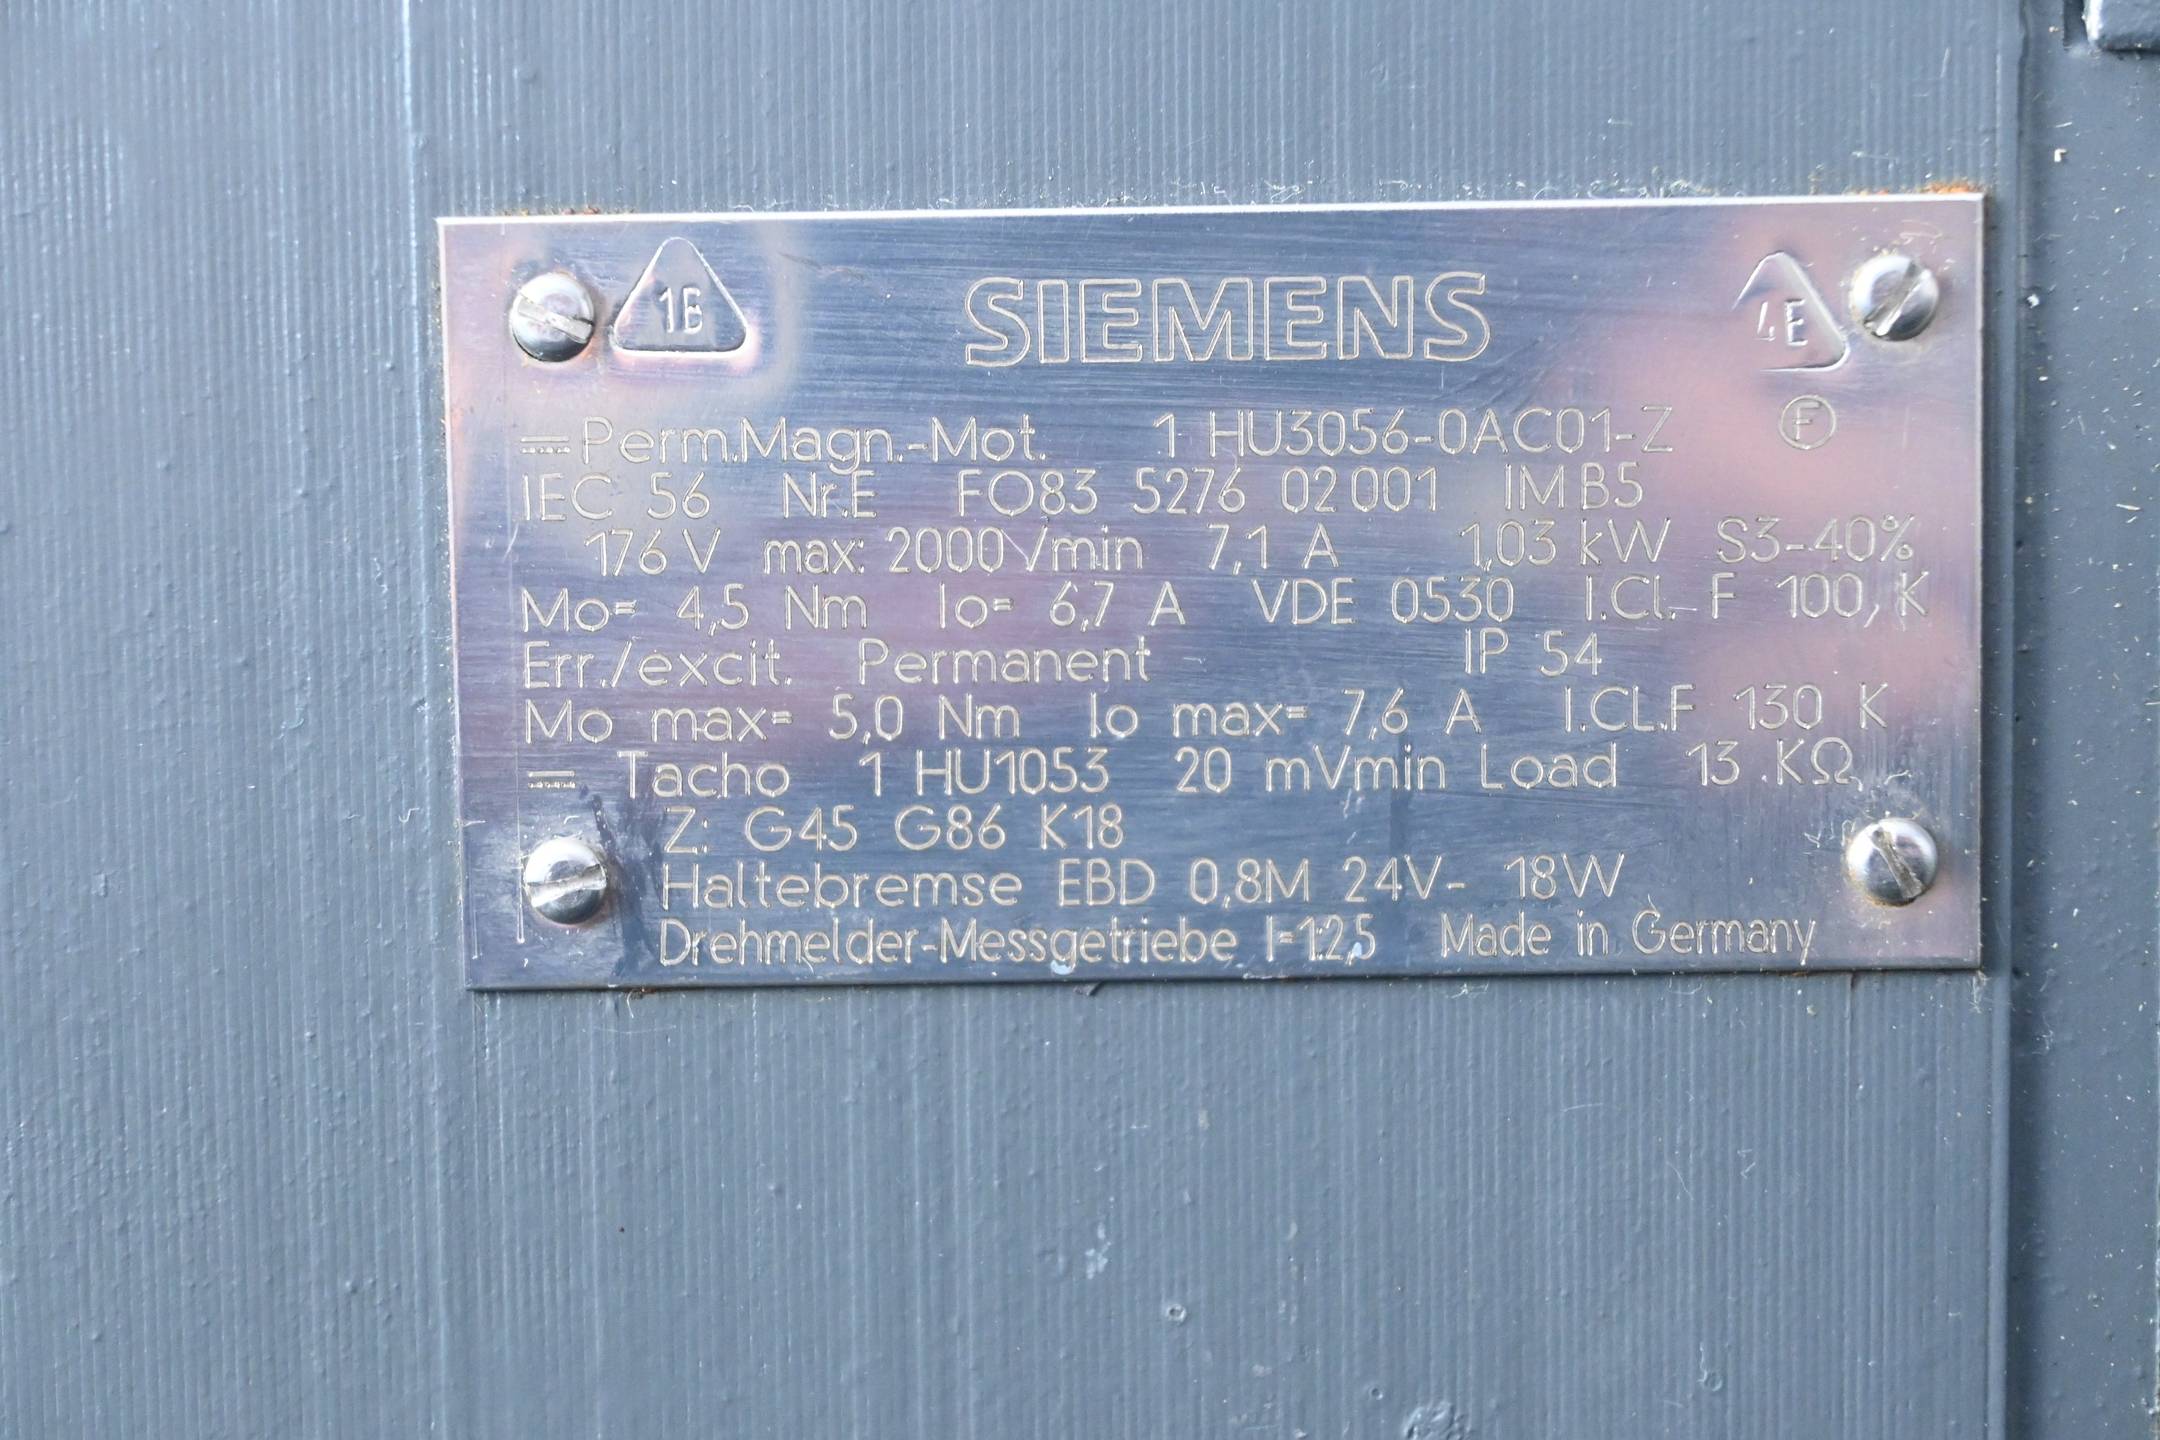 1B
SIEMENS
4E
⎓ Perm.Magn.-Mot. 1 HU3056-0AC01-Z Ⓕ
IEC 56 Nr.E FO83 5276 02 001 IM B5
176 V max: 2000/min 7,1 A 1,03 kW S3-40%
Mo= 4,5 Nm Io= 6,7 A VDE 0530 I.Cl. F 100, K
Err./excit. Permanent IP 54
Mo max= 5,0 Nm Io max= 7,6 A I.CL.F 130 K
⎓ Tacho 1 HU1053 20 mVmin Load 13 .KΩ
Z: G45 G86 K18
Haltebremse EBD 0,8M 24V- 18W
Drehmelder-Messgetriebe I=1:2,5 Made in Germany